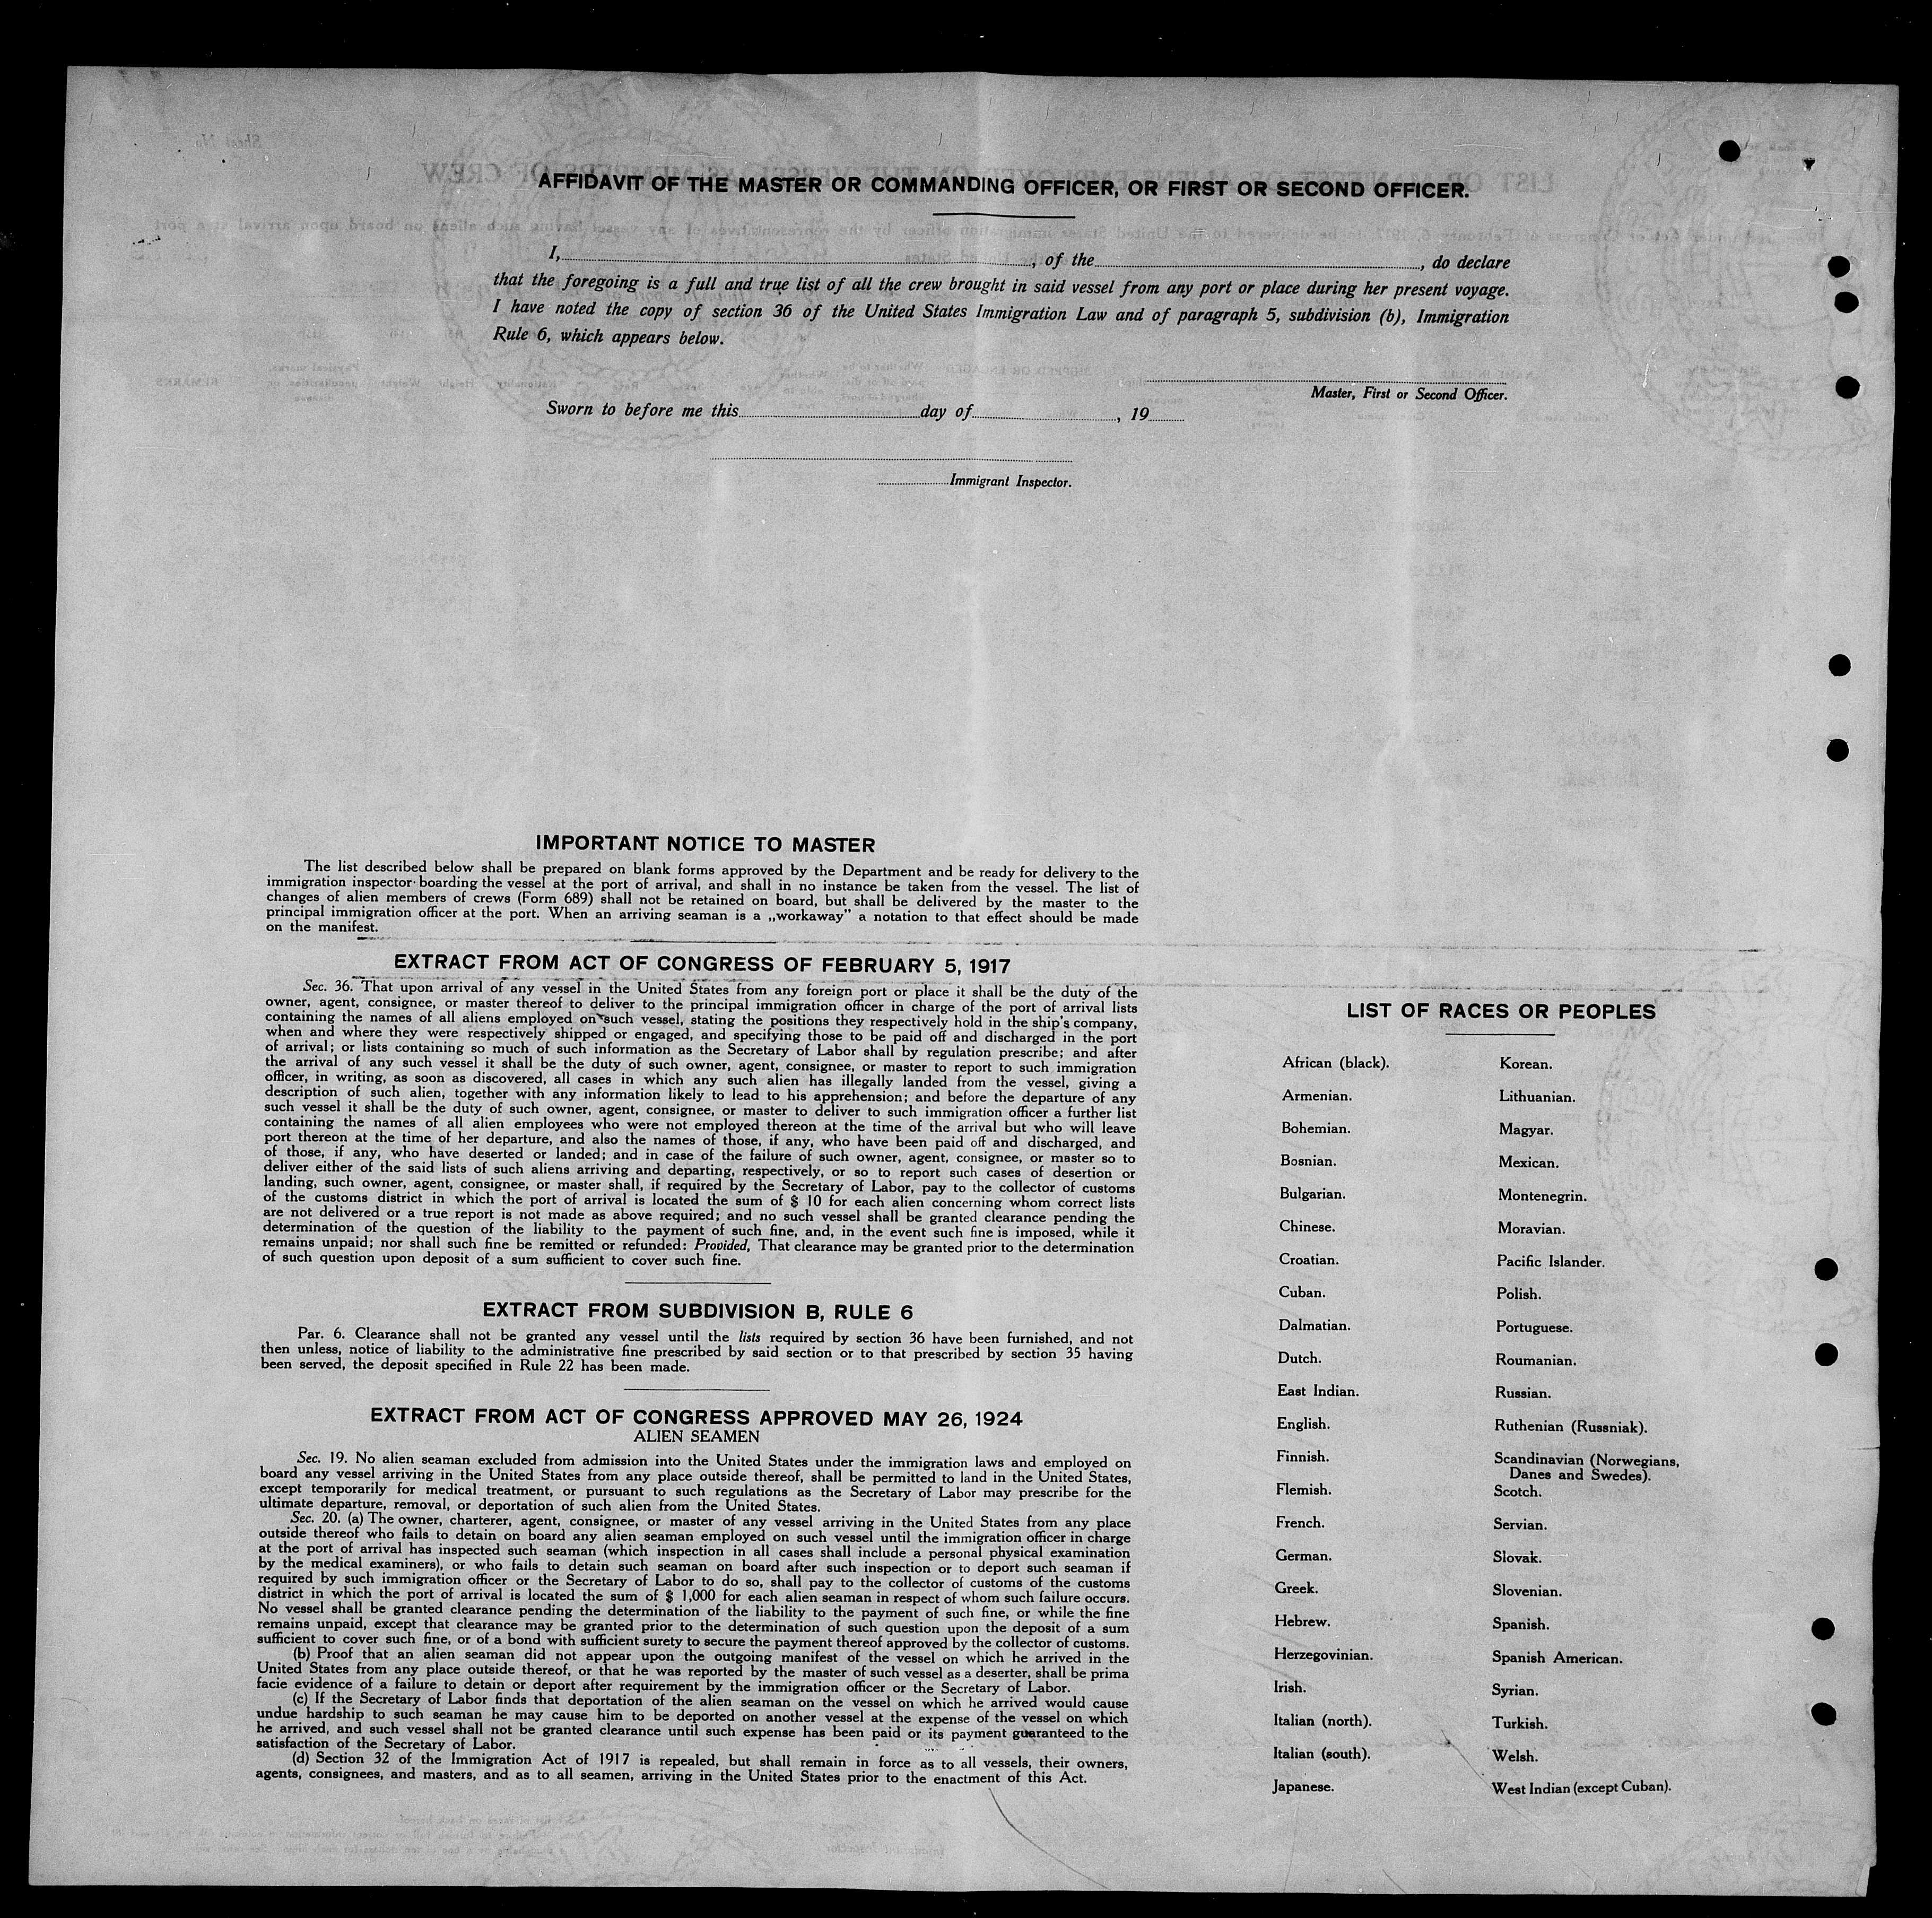 AFFIDAVIT OF THE MASTER OR COMMANDING OFFICER, OR FIRST OR SECOND OFFICER.
I, , of the , do declare
that the foregoing is a full and true list of all the crew brought in said vessel from any port or place during her present voyage.
I have noted the copy of section 36 of the United States Immigration Law and of paragraph 5, subdivision (b), Immigration
Rule 6, which appears below.
Master, First or Second Officer.
Sworn to before me this day of , 19
Immigrant Inspector.
IMPORTANT NOTICE TO MASTER
The list described below shall be prepared on blank forms approved by the Department and be ready for delivery to the
immigration inspector boarding the vessel at the port of arrival, and shall in no instance be taken from the vessel. The list of
changes of alien members of crews (Form 689) shall not be retained on board, but shall be delivered by the master to the
principal immigration officer at the port. When an arriving seaman is a „workaway" a notation to that effect should be made
on the manifest.
EXTRACT FROM ACT OF CONGRESS OF FEBRUARY 5, 1917
Sec. 36. That upon arrival of any vessel in the United States from any foreign port or place it shall be the duty of the
owner, agent, consignee, or master thereof to deliver to the principal immigration officer in charge of the port of arrival lists
containing the names of all aliens employed on such vessel, stating the positions they respectively hold in the ship's company,
when and where they were respectively shipped or engaged, and specifying those to be paid off and discharged in the port
of arrival; or lists containing so much of such information as the Secretary of Labor shall by regulation prescribe; and after
the arrival of any such vessel it shall be the duty of such owner, agent, consignee, or master to report to such immigration
officer, in writing, as soon as discovered, all cases in which any such alien has illegally landed from the vessel, giving a
description of such alien, together with any information likely to lead to his apprehension; and before the departure of any
such vessel it shall be the duty of such owner, agent, consignee, or master to deliver to such immigration officer a further list
containing the names of all alien employees who were not employed thereon at the time of the arrival but who will leave
port thereon at the time of her departure, and also the names of those, if any, who have been paid off and discharged, and
of those, if any, who have deserted or landed; and in case of the failure of such owner, agent, consignee, or master so to
deliver either of the said lists of such aliens arriving and departing, respectively, or so to report such cases of desertion or
landing, such owner, agent, consignee, or master shall, if required by the Secretary of Labor, pay to the collector of customs
of the customs district in which the port of arrival is located the sum of $ 10 for each alien concerning whom correct lists
are not delivered or a true report is not made as above required; and no such vessel shall be granted clearance pending the
determination of the question of the liability to the payment of such fine, and, in the event such fine is imposed, while it
remains unpaid; nor shall such fine be remitted or refunded: Provided, That clearance may be granted prior to the determination
of such question upon deposit of a sum sufficient to cover such fine.
EXTRACT FROM SUBDIVISION B, RULE 6
Par. 6. Clearance shall not be granted any vessel until the lists required by section 36 have been furnished, and not
then unless, notice of liability to the administrative fine prescribed by said section or to that prescribed by section 35 having
been served, the deposit specified in Rule 22 has been made.
EXTRACT FROM ACT OF CONGRESS APPROVED MAY 26, 1924
ALIEN SEAMEN
Sec. 19. No alien seaman excluded from admission into the United States under the immigration laws and employed on
board any vessel arriving in the United States from any place outside thereof, shall be permitted to land in the United States,
except temporarily for medical treatment, or pursuant to such regulations as the Secretary of Labor may prescribe for the
ultimate departure, removal, or deportation of such alien from the United States.
Sec. 20. (a) The owner, charterer, agent, consignee, or master of any vessel arriving in the United States from any place
outside thereof who fails to detain on board any alien seaman employed on such vessel until the immigration officer in charge
at the port of arrival has inspected such seaman (which inspection in all cases shall include a personal physical examination
by the medical examiners), or who fails to detain such seaman on board after such inspection or to deport such seaman if
required by such immigration officer or the Secretary of Labor to do so, shall pay to the collector of customs of the customs
district in which the port of arrival is located the sum of $ 1,000 for each alien seaman in respect of whom such failure occurs.
No vessel shall be granted clearance pending the determination of the liability to the payment of such fine, or while the fine
remains unpaid, except that clearance may be granted prior to the determination of such question upon the deposit of a sum
sufficient to cover such fine, or of a bond with sufficient surety to secure the payment thereof approved by the collector of customs.
(b) Proof that an alien seaman did not appear upon the outgoing manifest of the vessel on which he arrived in the
United States from any place outside thereof, or that he was reported by the master of such vessel as a deserter, shall be prima
facie evidence of a failure to detain or deport after requirement by the immigration officer or the Secretary of Labor.
(c) If the Secretary of Labor finds that deportation of the alien seaman on the vessel on which he arrived would cause
undue hardship to such seaman he may cause him to be deported on another vessel at the expense of the vessel on which
he arrived, and such vessel shall not be granted clearance until such expense has been paid or its payment guaranteed to the
satisfaction of the Secretary of Labor.
(d) Section 32 of the Immigration Act of 1917 is repealed, but shall remain in force as to all vessels, their owners,
agents, consignees, and masters, and as to all seamen, arriving in the United States prior to the enactment of this Act.
LIST OF RACES OR PEOPLES
African (black).
Armenian.
Bohemian.
Bosnian.
Bulgarian.
Chinese.
Croatian.
Cuban.
Dalmatian.
Dutch.
East Indian.
English.
Finnish.
Flemish.
French.
German.
Greek.
Hebrew.
Herzegovinian.
Irish.
Italian (north).
Italian (south).
Japanese.
Korean.
Lithuanian.
Magyar.
Mexican.
Montenegrin.
Moravian.
Pacific Islander.
Polish.
Portuguese.
Roumanian.
Russian.
Ruthenian (Russniak).
Scandinavian (Norwegians,
Danes and Swedes).
Scotch.
Servian.
Slovak.
Slovenian.
Spanish.
Spanish American.
Syrian.
Turkish.
Welsh.
West Indian (except Cuban).